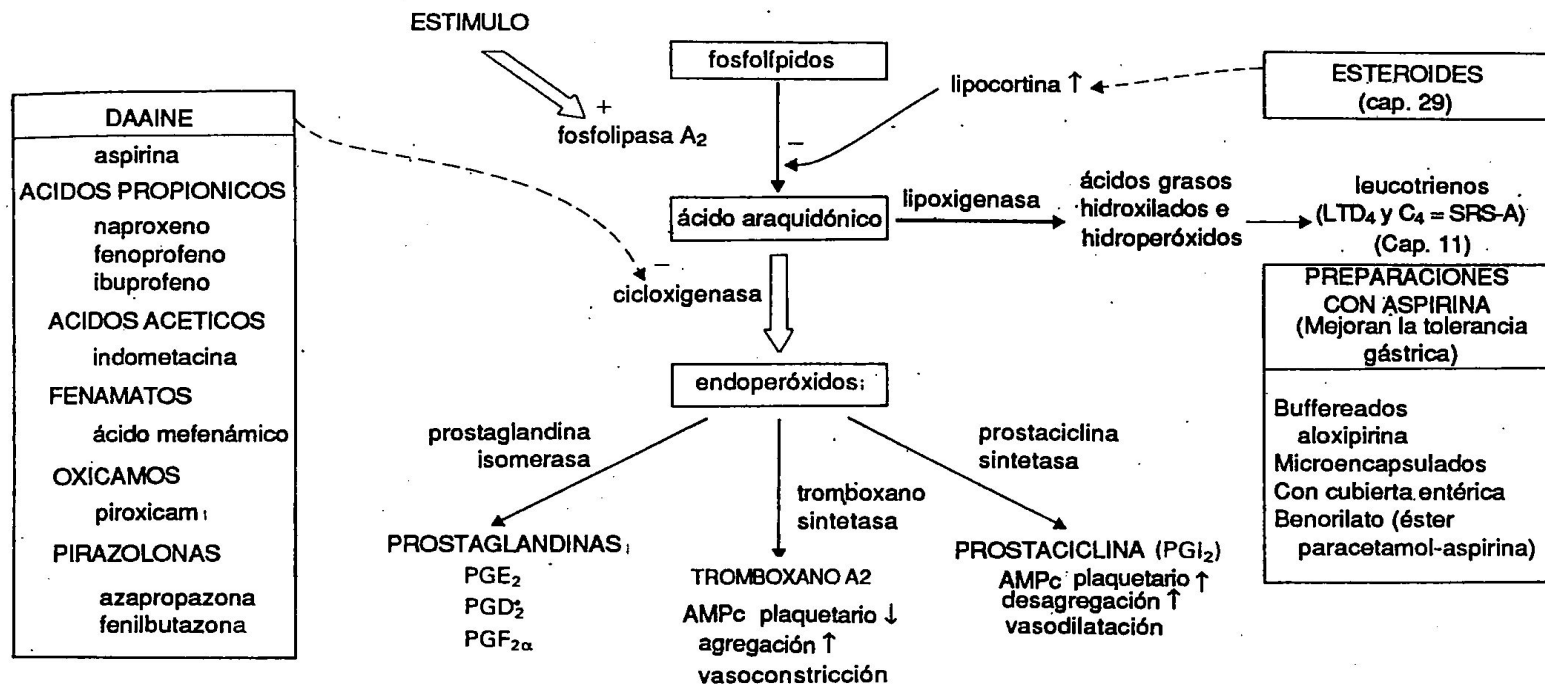 ESTIMULO
fosfolípidos
+
fosfolipasa A2
lipocortina ↑
−
ESTEROIDES
(cap. 29)
DAAINE
aspirina
ACIDOS PROPIONICOS
naproxeno
fenoprofeno
ibuprofeno
ACIDOS ACETICOS
indometacina
FENAMATOS
ácido mefenámico
OXICAMOS
piroxicam
PIRAZOLONAS
azapropazona
fenilbutazona
ácido araquidónico
lipoxigenasa
ácidos grasos
hidroxilados e
hidroperóxidos
leucotrienos
(LTD4 y C4 = SRS-A)
(Cap. 11)
−
cicloxigenasa
endoperóxidos
prostaglandina
isomerasa
tromboxano
sintetasa
prostaciclina
sintetasa
PROSTAGLANDINAS
PGE2
PGD2
PGF2α
TROMBOXANO A2
AMPc plaquetario ↓
agregación ↑
vasoconstricción
PROSTACICLINA (PGI2)
AMPc plaquetario ↑
desagregación ↑
vasodilatación
PREPARACIONES
CON ASPIRINA
(Mejoran la tolerancia
gástrica)
Buffereados
aloxipirina
Microencapsulados
Con cubierta entérica
Benorilato (éster
paracetamol-aspirina)